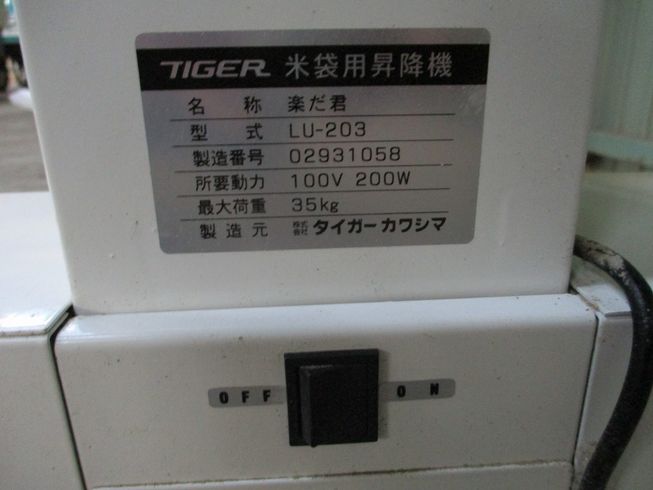 TIGER 米袋用昇降機
名 称 楽だ君
型 式 LU-203
製造番号 02931058
所要動力 100V 200W
最大荷重 35kg
製造元 株式会社 タイガーカワシマ
OFF ON